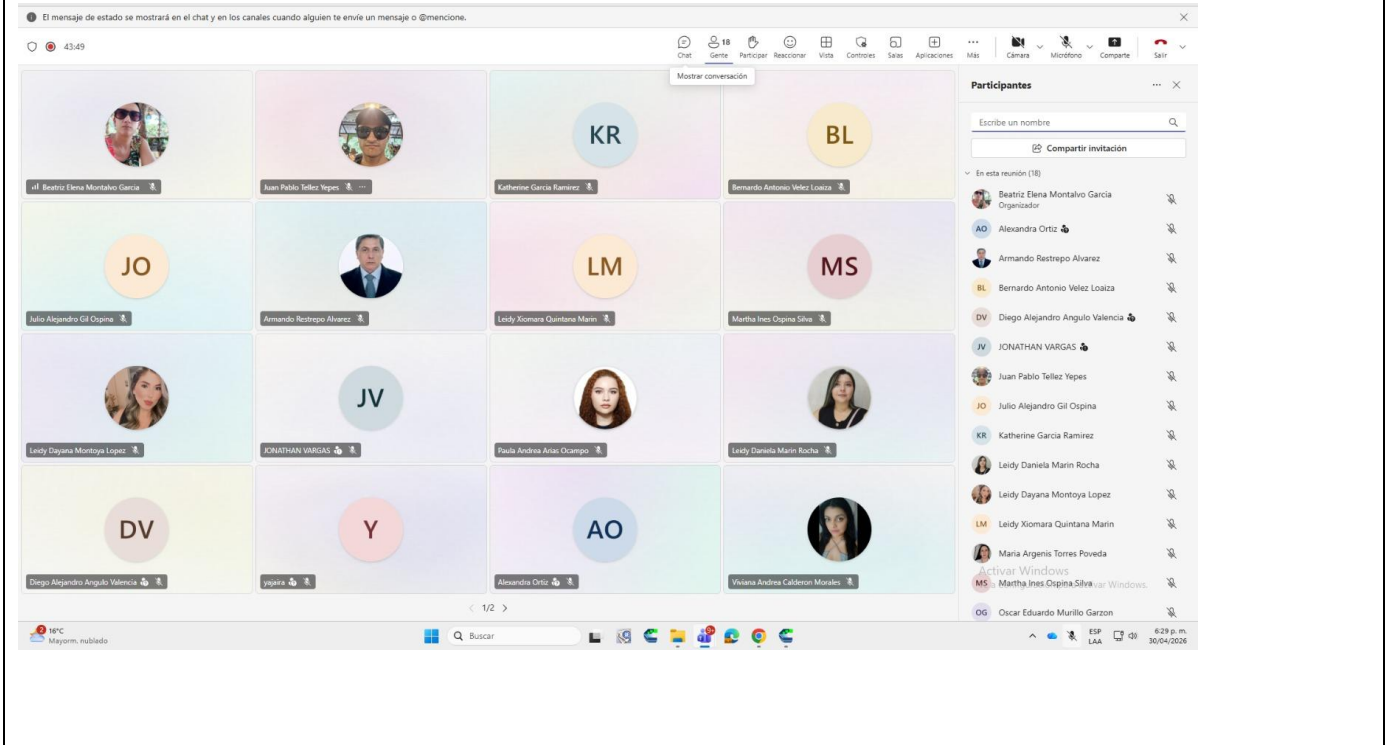 El mensaje de estado se mostrará en el chat y en los canales cuando alguien te envíe un mensaje o @mencione.
43:49
Chat
18
Gente
Participar
Reaccionar
Vista
Controles
Salas
Aplicaciones
Más
Cámara
Micrófono
Comparte
Salir
Mostrar conversación
Beatriz Elena Montalvo Garcia
Juan Pablo Tellez Yepes
KR
Katherine Garcia Ramirez
BL
Bernardo Antonio Velez Loaiza
JO
Julio Alejandro Gil Ospina
Armando Restrepo Alvarez
LM
Leidy Xiomara Quintana Marin
MS
Martha Ines Ospina Silva
Leidy Dayana Montoya Lopez
JV
JONATHAN VARGAS
Paula Andrea Arias Ocampo
Leidy Daniela Marin Rocha
DV
Diego Alejandro Angulo Valencia
Y
yajaira
AO
Alexandra Ortiz
Viviana Andrea Calderon Morales
1/2
Participantes
Escribe un nombre
Compartir invitación
En esta reunión (18)
Beatriz Elena Montalvo Garcia
Organizador
AO Alexandra Ortiz
Armando Restrepo Alvarez
BL Bernardo Antonio Velez Loaiza
DV Diego Alejandro Angulo Valencia
JV JONATHAN VARGAS
Juan Pablo Tellez Yepes
JO Julio Alejandro Gil Ospina
KR Katherine Garcia Ramirez
Leidy Daniela Marin Rocha
Leidy Dayana Montoya Lopez
LM Leidy Xiomara Quintana Marin
Maria Argenis Torres Poveda
Activar Windows
MS Martha Ines Ospina Silva
var Windows.
OG Oscar Eduardo Murillo Garzon
2
16°C
Mayorm. nublado
Buscar
9+
ESP
LAA
6:29 p. m.
30/04/2026